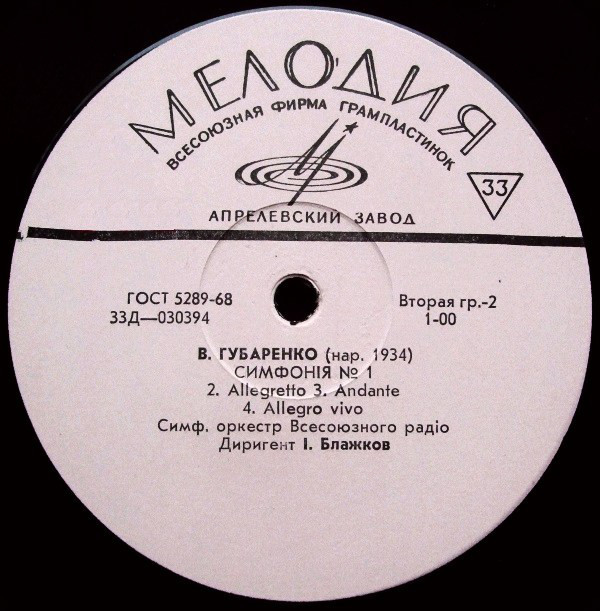 МЕЛОДИЯ
ВСЕСОЮЗНАЯ ФИРМА ГРАМПЛАСТИНОК
33
АПРЕЛЕВСКИЙ ЗАВОД
ГОСТ 5289-68
Вторая гр.-2
33Д—030394
1-00
В. ГУБАРЕНКО (нар. 1934)
СИМФОНІЯ № 1
2. Allegretto 3. Andante
4. Allegro vivo
Симф. оркестр Всесоюзного радіо
Диригент І. Блажков